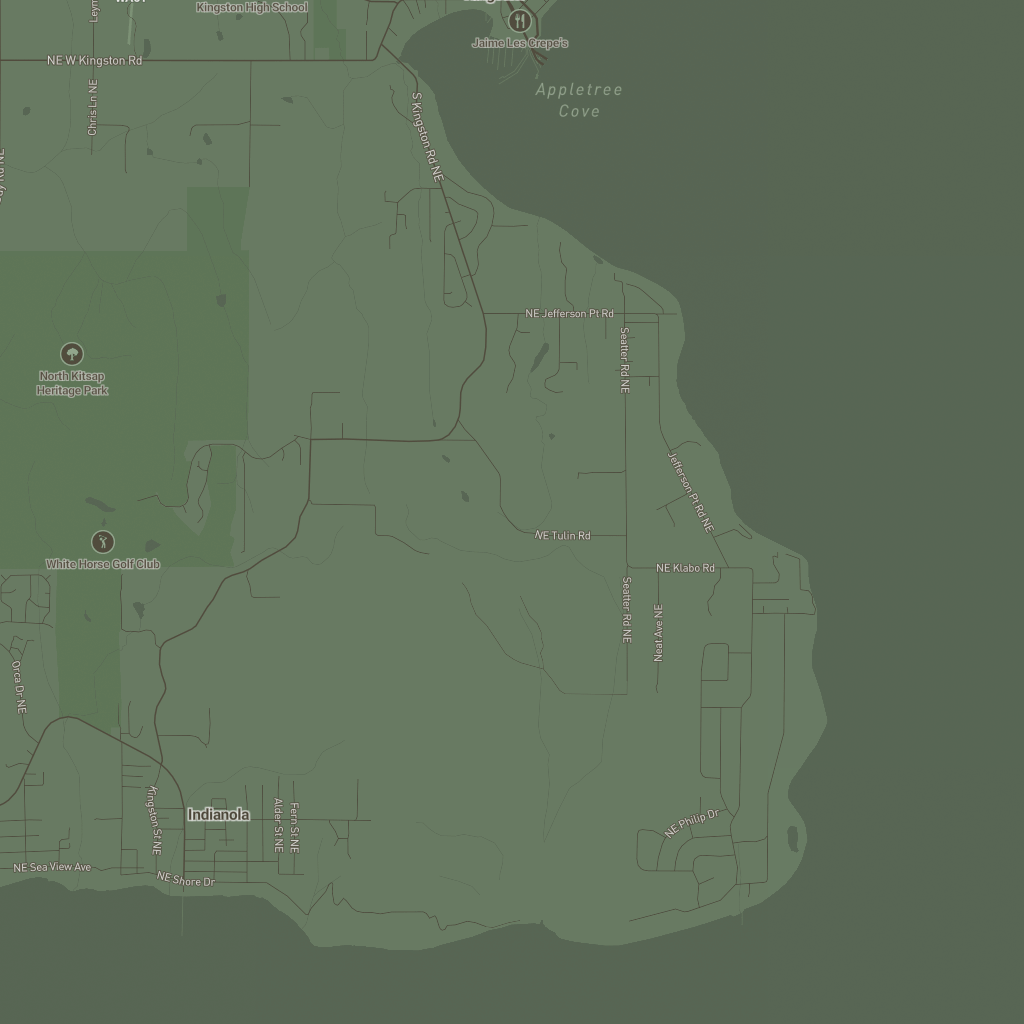 Kingston High School
Jaime Les Crepe's
NE W Kingston Rd
Appletree
Cove
Chris Ln NE
S Kingston Rd NE
NE Jefferson Pt Rd
Seatter Rd NE
North Kitsap
Heritage Park
Jefferson Pt Rd NE
NE Tulin Rd
White Horse Golf Club
NE Klabo Rd
Seatter Rd NE
Neat Ave NE
Orca Dr NE
Kingston St NE
Indianola
Alder St NE
Fern St NE
NE Philip Dr
NE Sea View Ave
NE Shore Dr